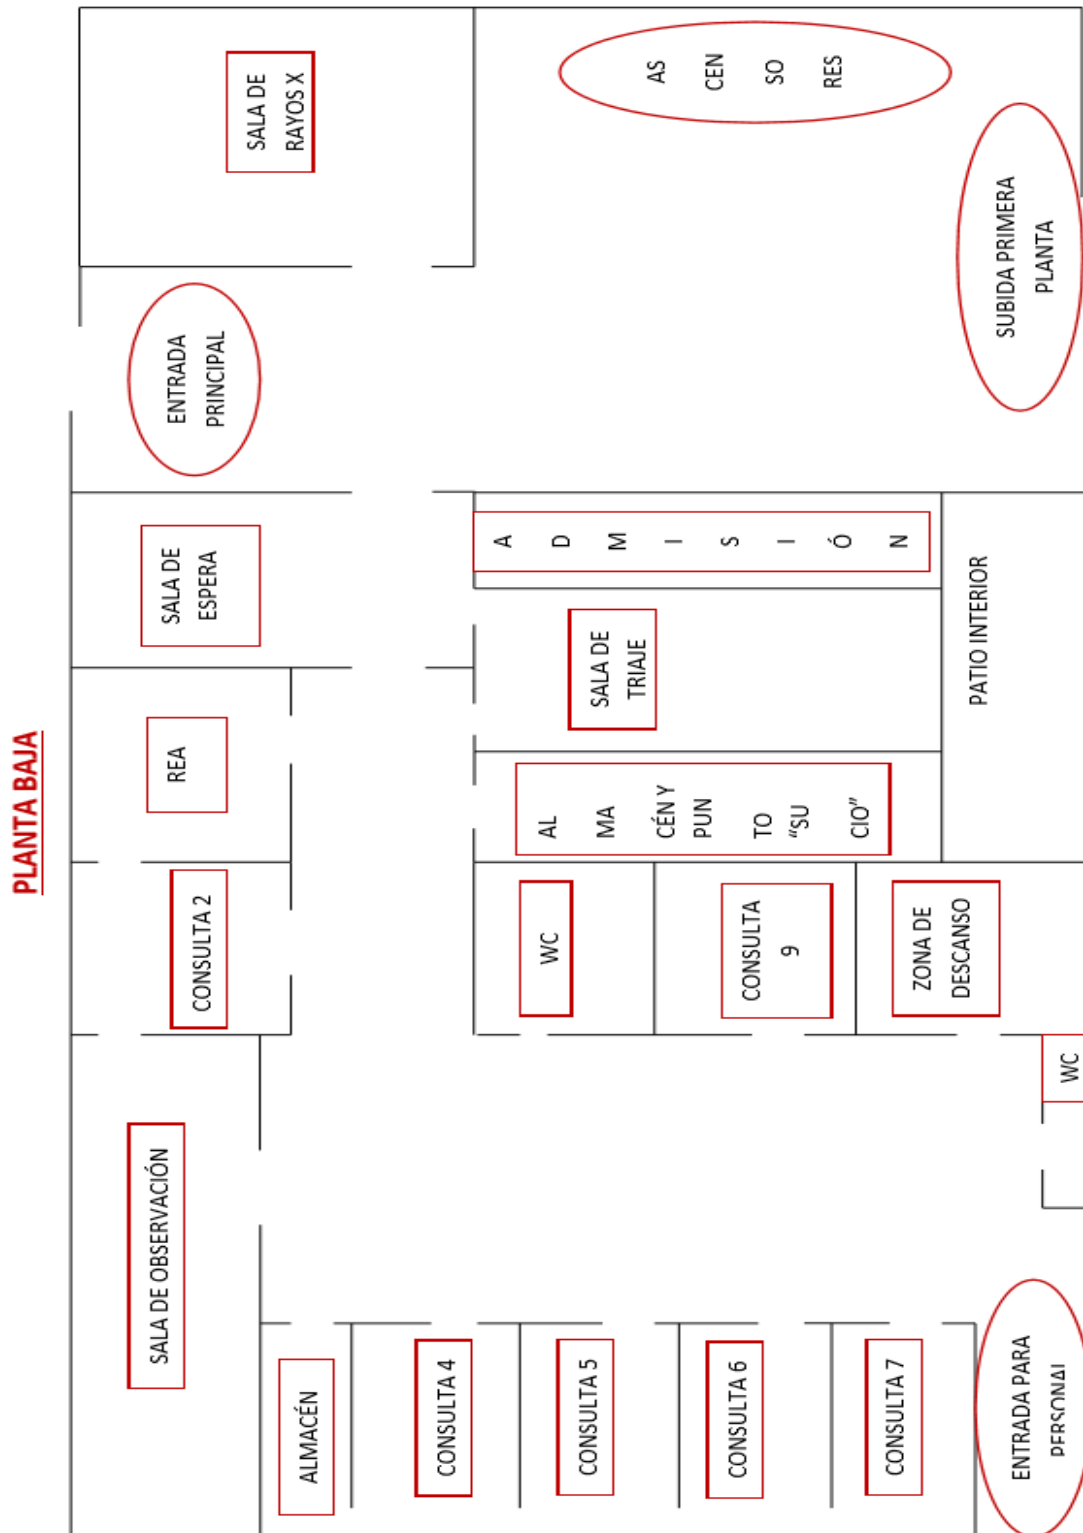 PLANTA BAJA
SALA DE OBSERVACIÓN
CONSULTA 2
REA
SALA DE
ESPERA
ENTRADA
PRINCIPAL
SALA DE
RAYOS X
ALMACÉN
CONSULTA 4
CONSULTA 5
CONSULTA 6
CONSULTA 7
ENTRADA PARA
PERSONAL
WC
CONSULTA
9
ZONA DE
DESCANSO
WC
AL
MA
CÉN Y
PUN
TO
“SU
CIO”
SALA DE
TRIAJE
A
D
M
I
S
I
Ó
N
PATIO INTERIOR
AS
CEN
SO
RES
SUBIDA PRIMERA
PLANTA